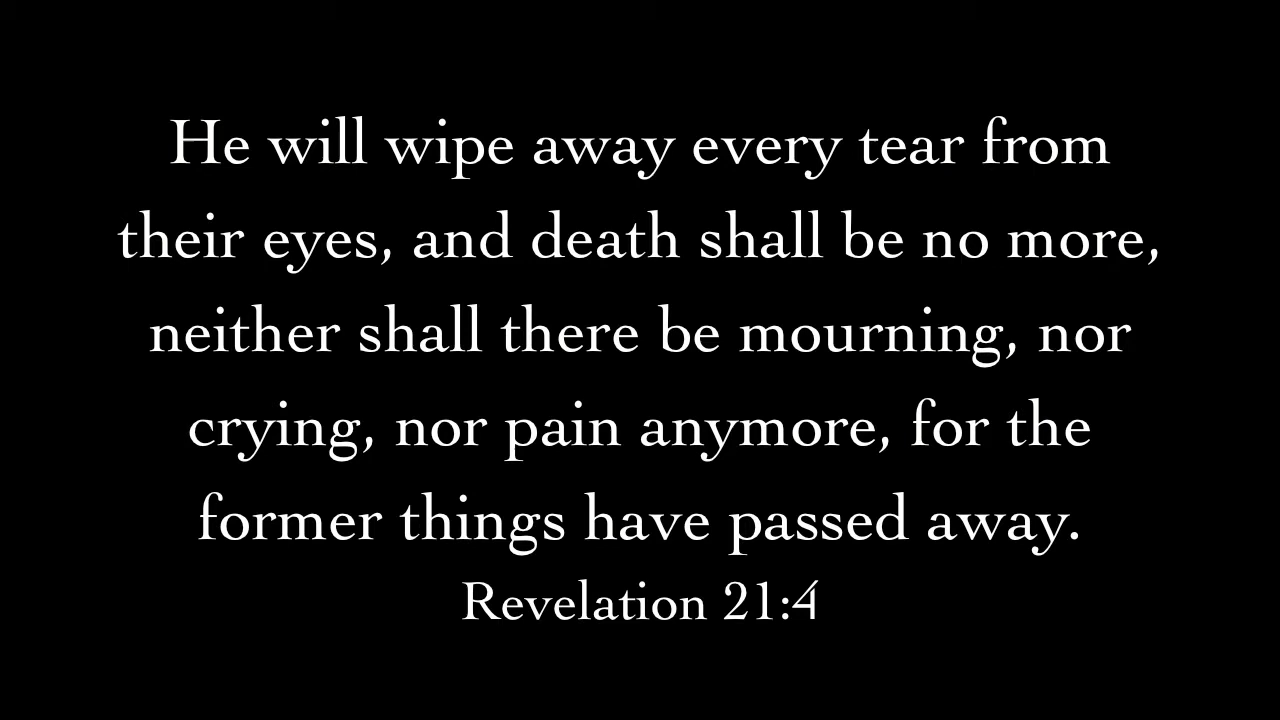 He will wipe away every tear from
their eyes, and death shall be no more,
neither shall there be mourning, nor
crying, nor pain anymore, for the
former things have passed away.
Revelation 21:4